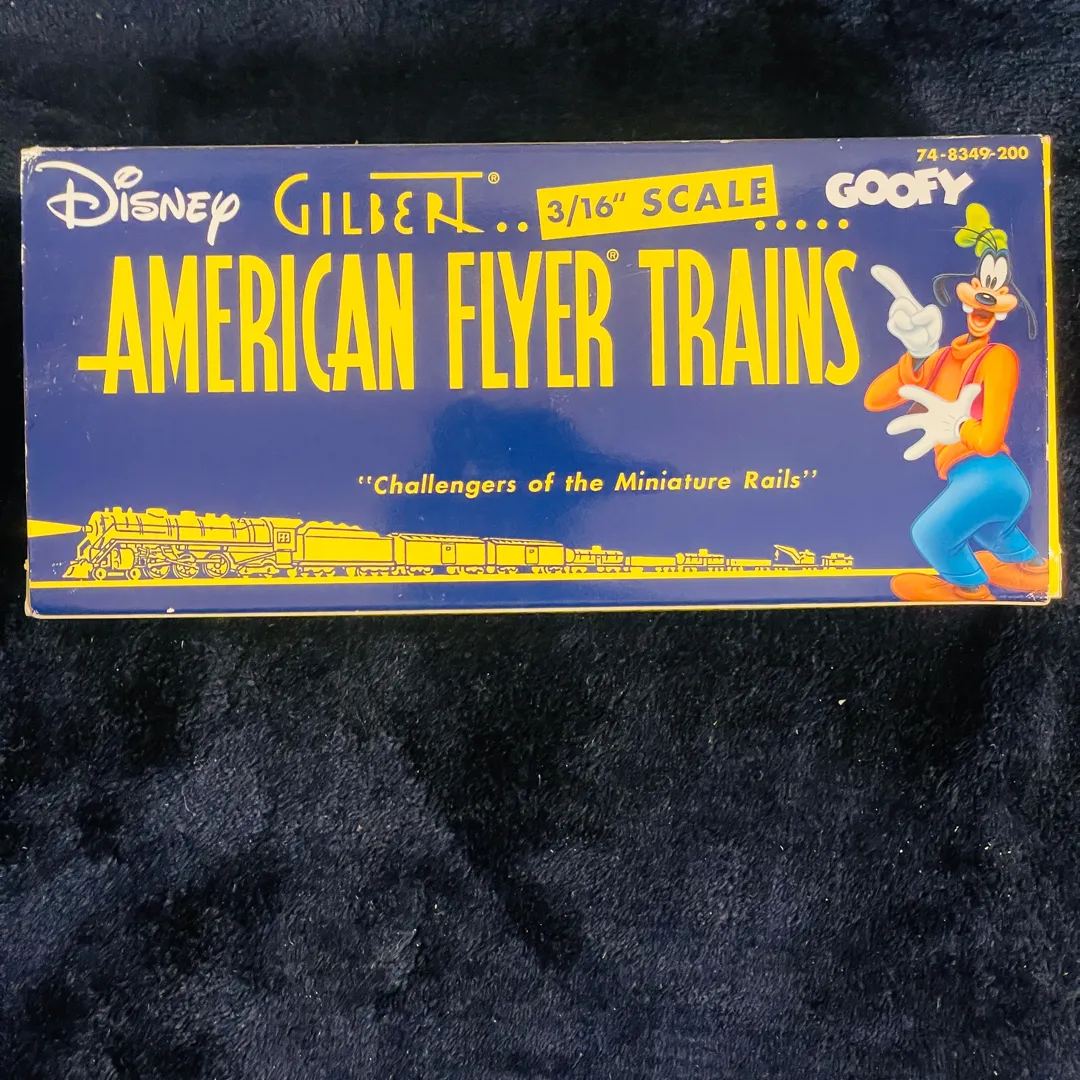 74-8349-200
Disney GILBERT® .. 3/16" SCALE ..... GOOFY
AMERICAN FLYER® TRAINS
"Challengers of the Miniature Rails"